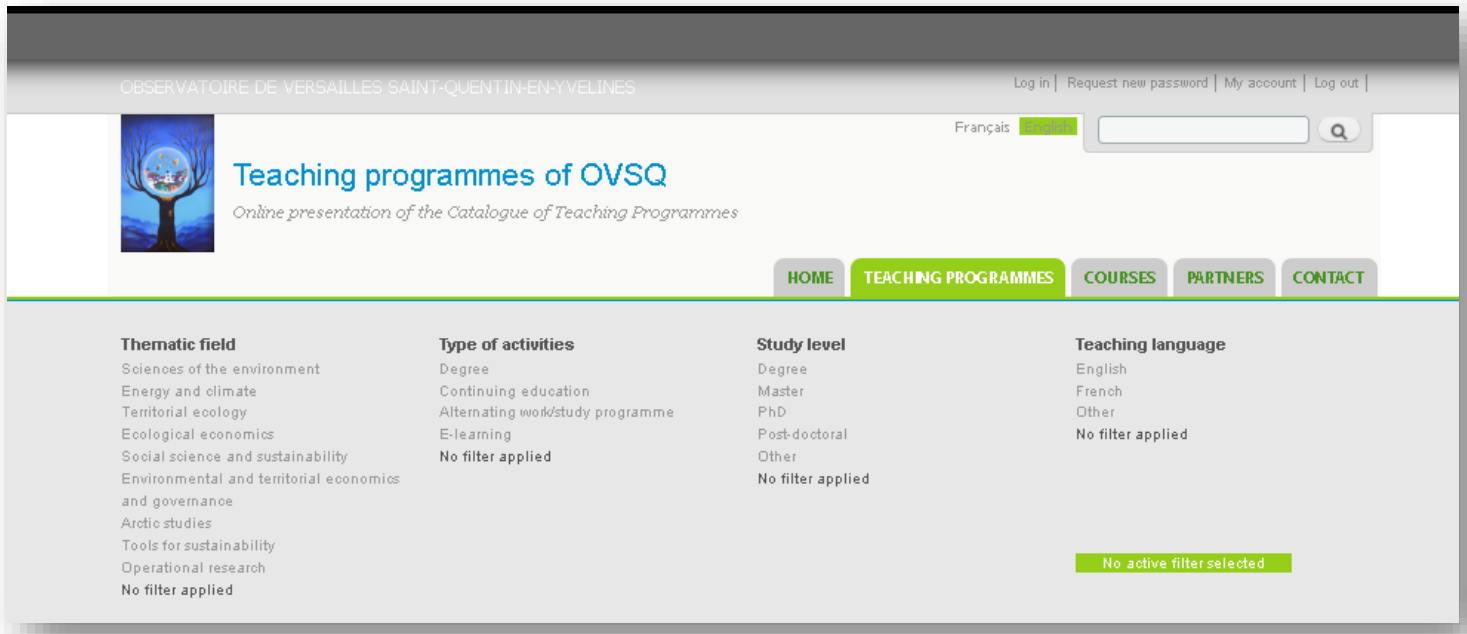 OBSERVATOIRE DE VERSAILLES SAINT-QUENTIN-EN-YVELINES
Log in | Request new password | My account | Log out |
Français English
Teaching programmes of OVSQ
Online presentation of the Catalogue of Teaching Programmes
HOME TEACHING PROGRAMMES COURSES PARTNERS CONTACT
Thematic field
Sciences of the environment
Energy and climate
Territorial ecology
Ecological economics
Social science and sustainability
Environmental and territorial economics
and governance
Arctic studies
Tools for sustainability
Operational research
No filter applied
Type of activities
Degree
Continuing education
Alternating work/study programme
E-learning
No filter applied
Study level
Degree
Master
PhD
Post-doctoral
Other
No filter applied
Teaching language
English
French
Other
No filter applied
No active filter selected